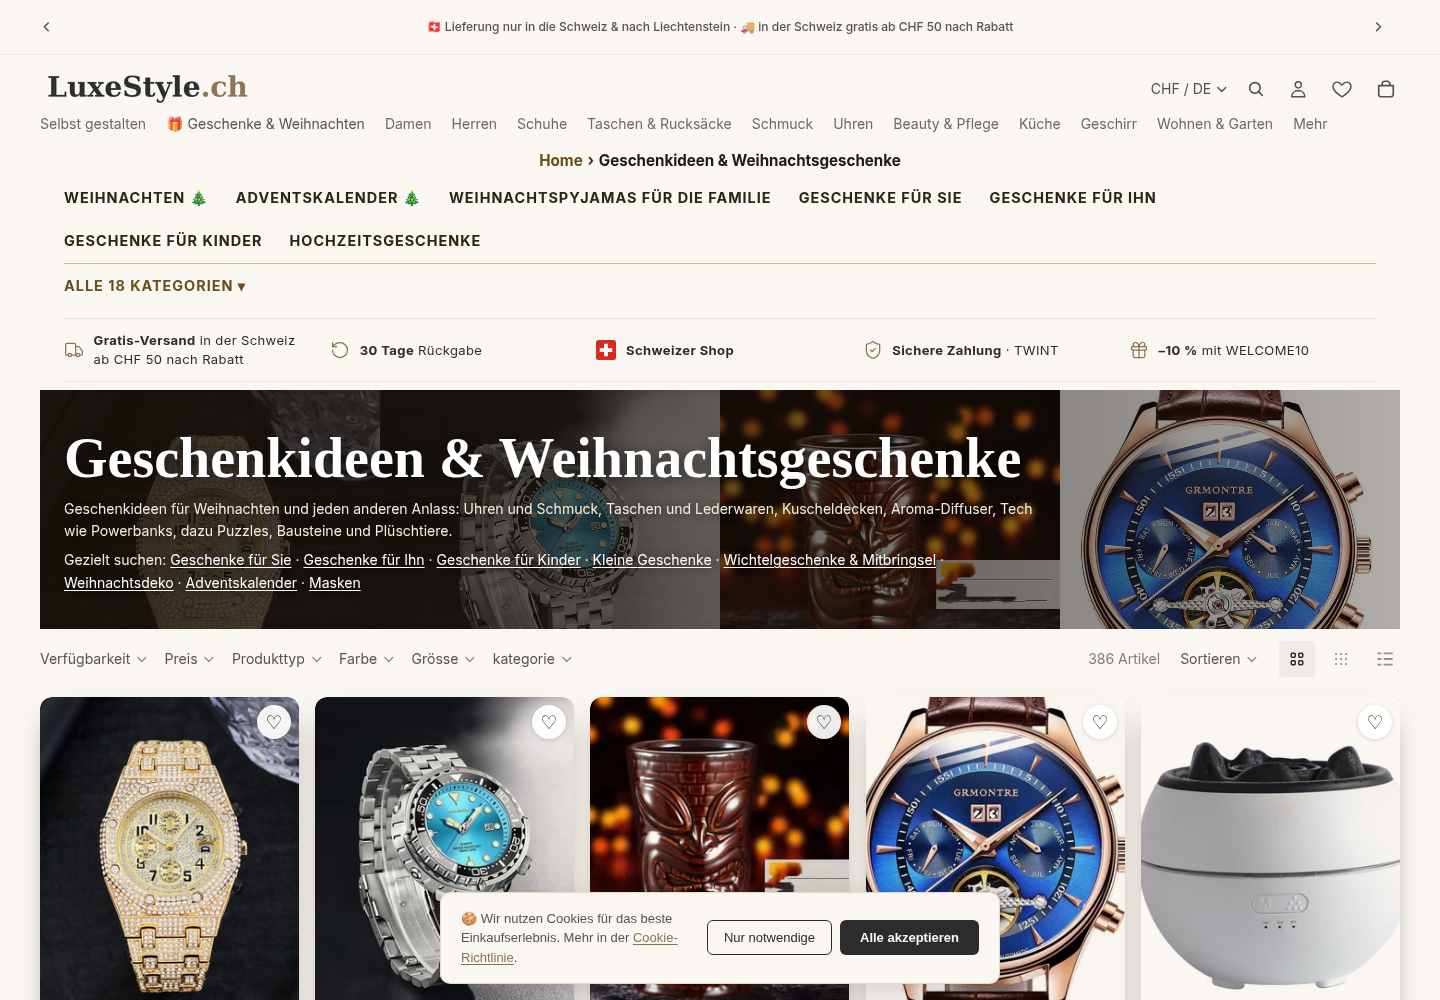 🇨🇭 Lieferung nur in die Schweiz & nach Liechtenstein · 🚚 in der Schweiz gratis ab CHF 50 nach Rabatt
LuxeStyle.ch
CHF / DE
Selbst gestalten 🎁 Geschenke & Weihnachten Damen Herren Schuhe Taschen & Rucksäcke Schmuck Uhren Beauty & Pflege Küche Geschirr Wohnen & Garten Mehr
Home › Geschenkideen & Weihnachtsgeschenke
WEIHNACHTEN 🎄 ADVENTSKALENDER 🎄 WEIHNACHTSPYJAMAS FÜR DIE FAMILIE GESCHENKE FÜR SIE GESCHENKE FÜR IHN
GESCHENKE FÜR KINDER HOCHZEITSGESCHENKE
ALLE 18 KATEGORIEN ▾
Gratis-Versand in der Schweiz
ab CHF 50 nach Rabatt
30 Tage Rückgabe
Schweizer Shop
Sichere Zahlung · TWINT
–10 % mit WELCOME10
Geschenkideen & Weihnachtsgeschenke
Geschenkideen für Weihnachten und jeden anderen Anlass: Uhren und Schmuck, Taschen und Lederwaren, Kuscheldecken, Aroma-Diffuser, Tech
wie Powerbanks, dazu Puzzles, Bausteine und Plüschtiere.
Gezielt suchen: Geschenke für Sie · Geschenke für Ihn · Geschenke für Kinder · Kleine Geschenke · Wichtelgeschenke & Mitbringsel ·
Weihnachtsdeko · Adventskalender · Masken
GRMONTRE
23
Verfügbarkeit Preis Produkttyp Farbe Grösse kategorie
386 Artikel Sortieren
GRMONTRE
23
🍪 Wir nutzen Cookies für das beste
Einkaufserlebnis. Mehr in der Cookie-
Richtlinie.
Nur notwendige
Alle akzeptieren